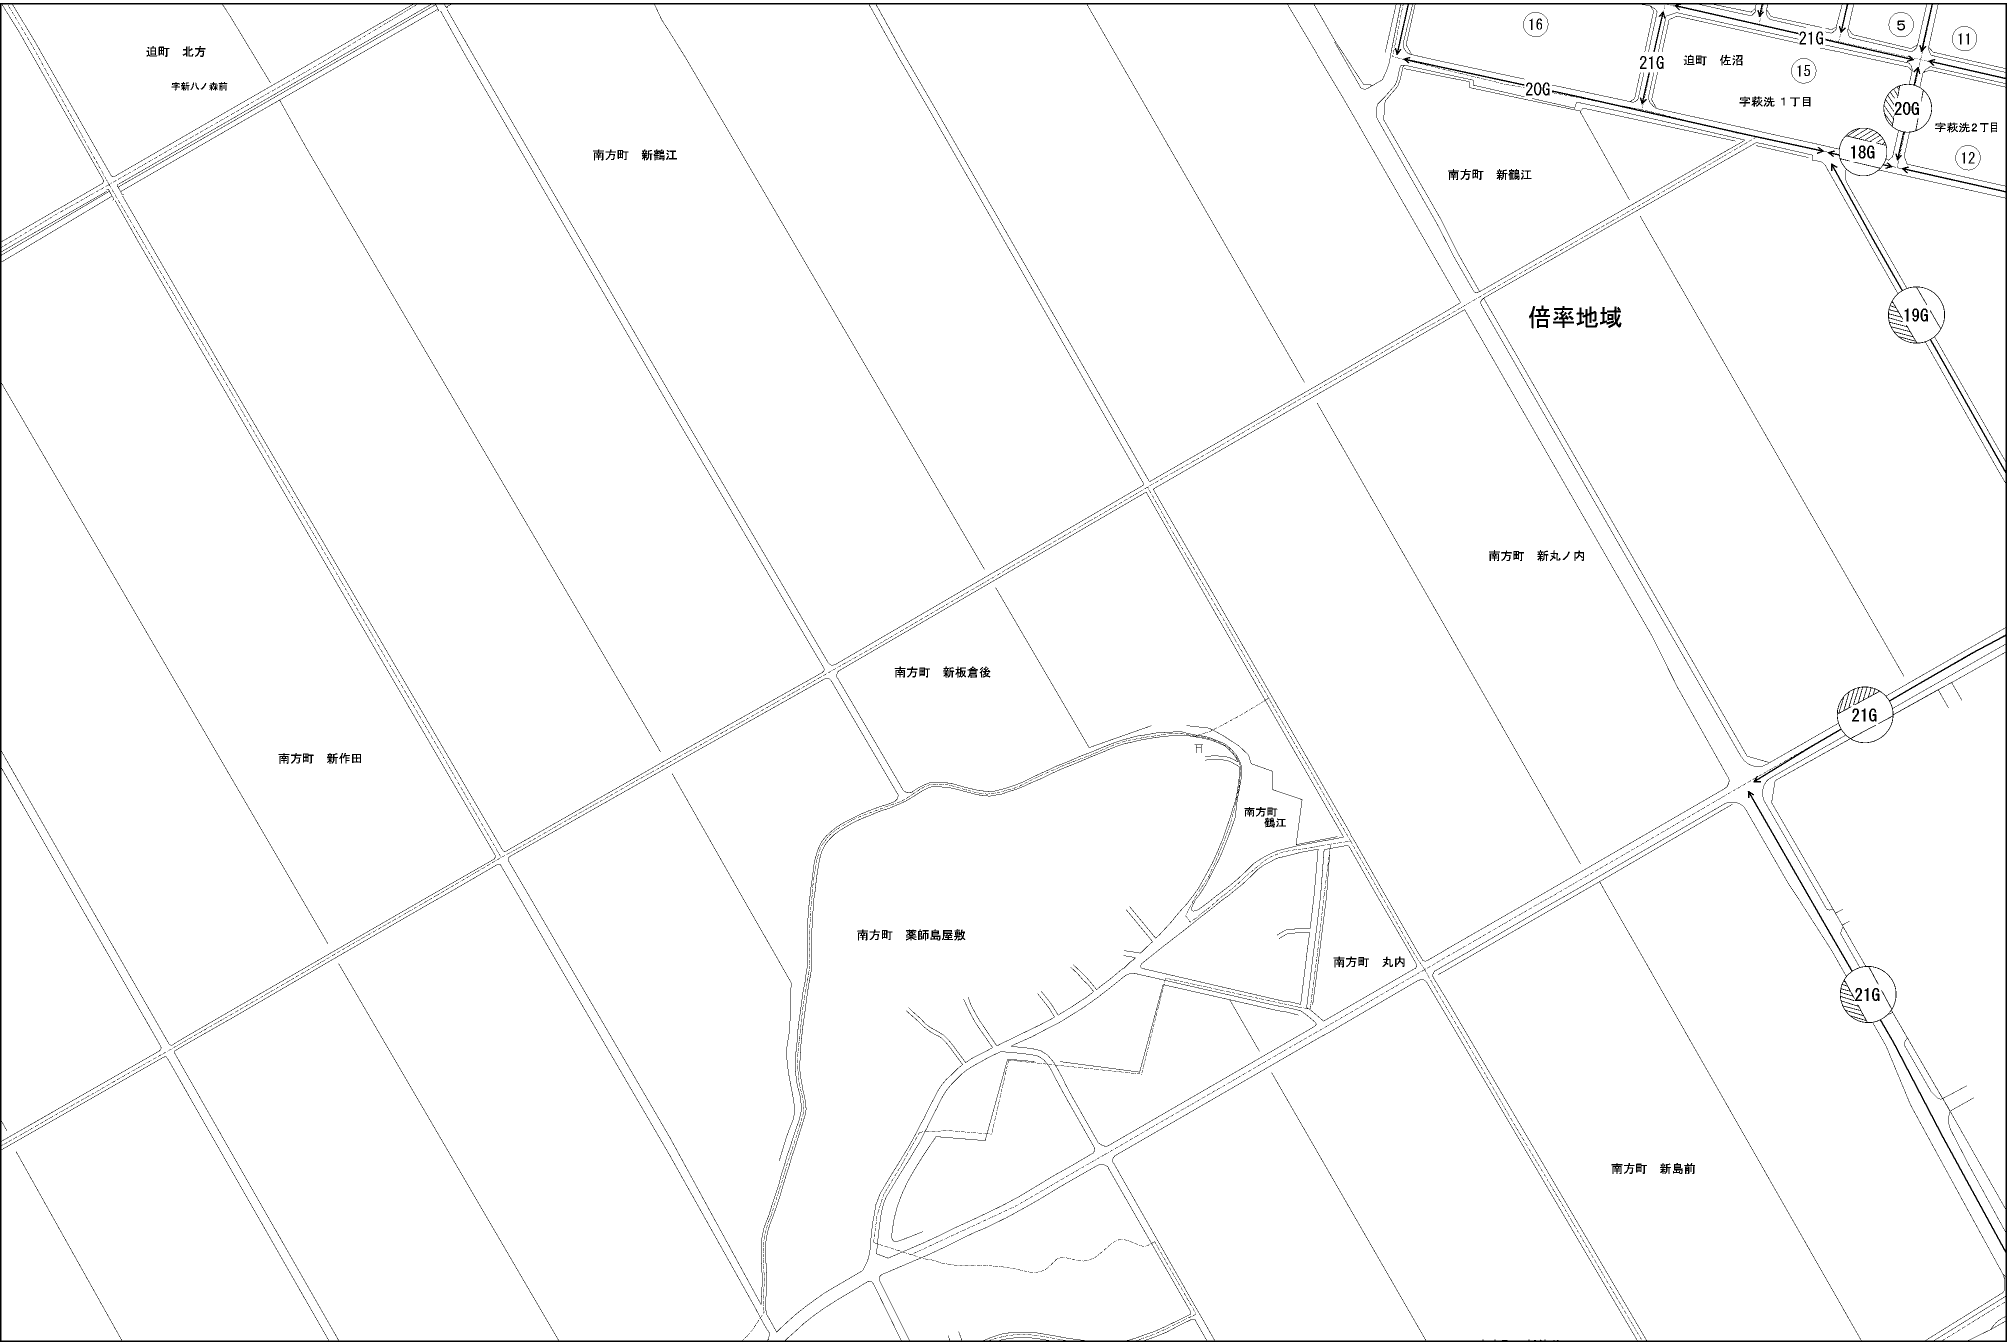 迫町　北方
字新八ノ森前
南方町　新鶴江
16
21G
5
11
21G
迫町　佐沼
15
20G
字萩洗 1丁目
20G
字萩洗2丁目
18G
12
南方町　新鶴江
倍率地域
19G
南方町　新丸ノ内
南方町　新板倉後
21G
南方町　新作田
南方町
鶴江
南方町　薬師島屋敷
南方町　丸内
21G
南方町　新島前